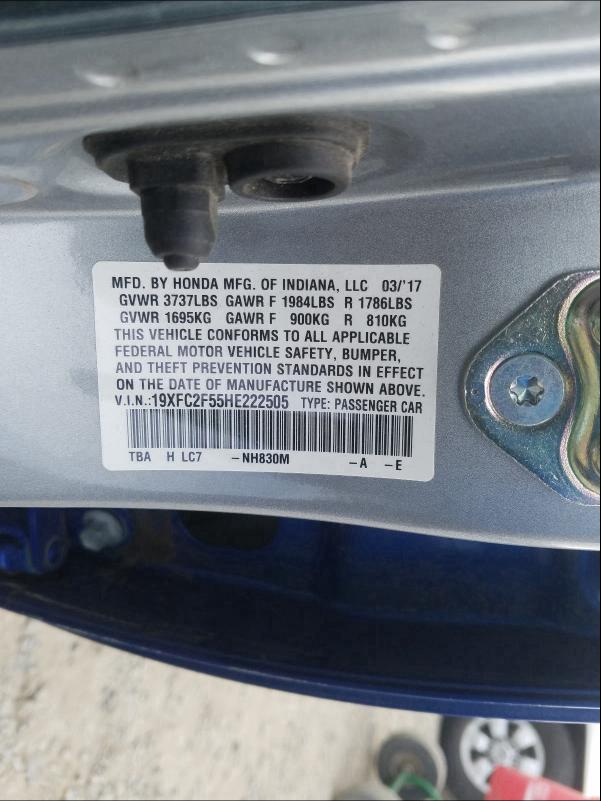 MFD. BY HONDA MFG. OF INDIANA, LLC 03/'17
GVWR 3737LBS GAWR F 1984LBS R 1786LBS
GVWR 1695KG GAWR F 900KG R 810KG
THIS VEHICLE CONFORMS TO ALL APPLICABLE
FEDERAL MOTOR VEHICLE SAFETY, BUMPER,
AND THEFT PREVENTION STANDARDS IN EFFECT
ON THE DATE OF MANUFACTURE SHOWN ABOVE.
V.I.N.:19XFC2F55HE222505 TYPE: PASSENGER CAR
TBA H LC7 -NH830M -A -E